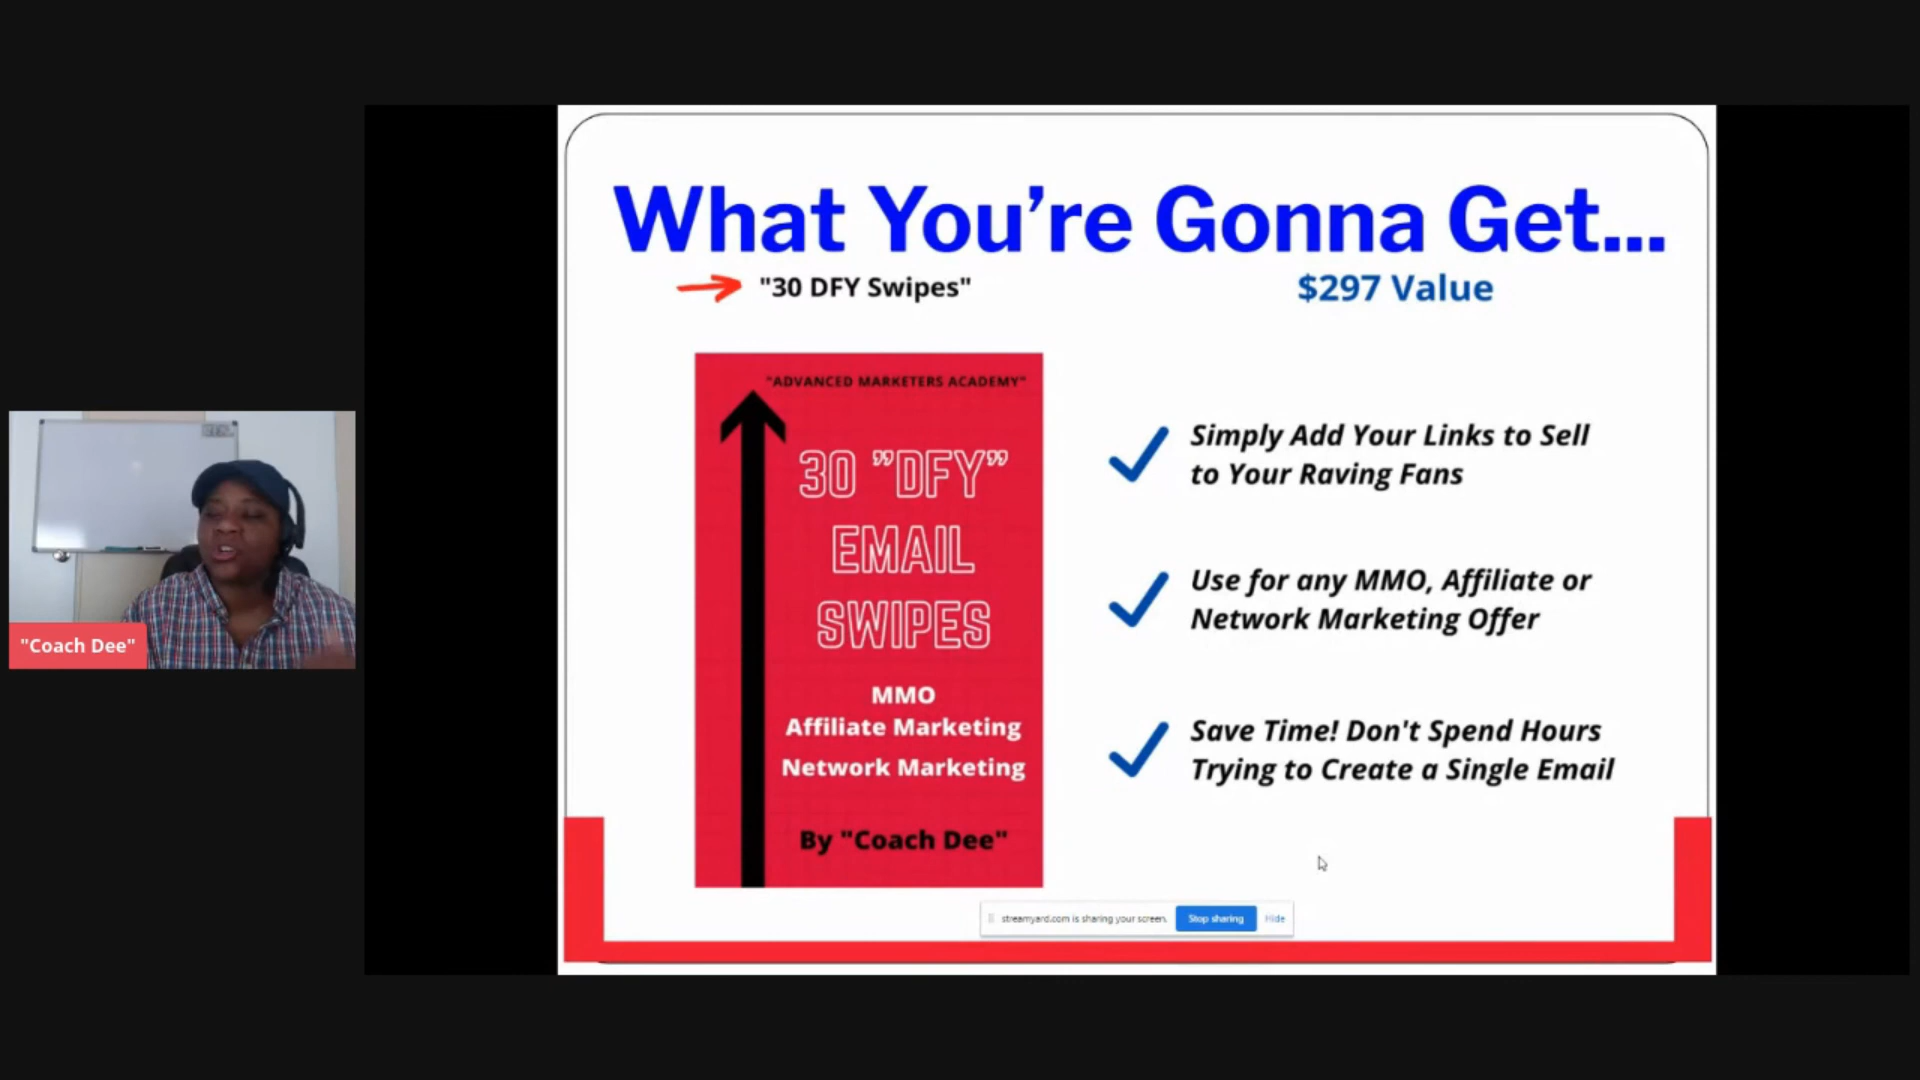 What You're Gonna Get...
"30 DFY Swipes"
$297 Value
"ADVANCED MARKETERS ACADEMY"
30 "DFY"
EMAIL
SWIPES
MMO
Affiliate Marketing
Network Marketing
By "Coach Dee"
Simply Add Your Links to Sell
to Your Raving Fans
Use for any MMO, Affiliate or
Network Marketing Offer
Save Time! Don't Spend Hours
Trying to Create a Single Email
"Coach Dee"
streamyard.com is sharing your screen.
Stop sharing
Hide